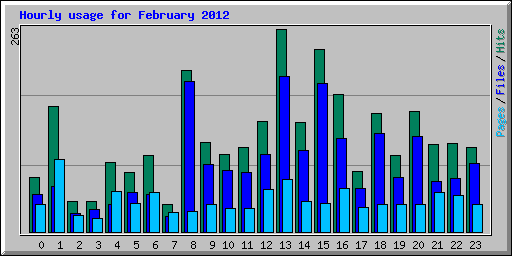 Hourly usage for February 2012
263
Pages / Files / Hits
0 1 2 3 4 5 6 7 8 9 10 11 12 13 14 15 16 17 18 19 20 21 22 23